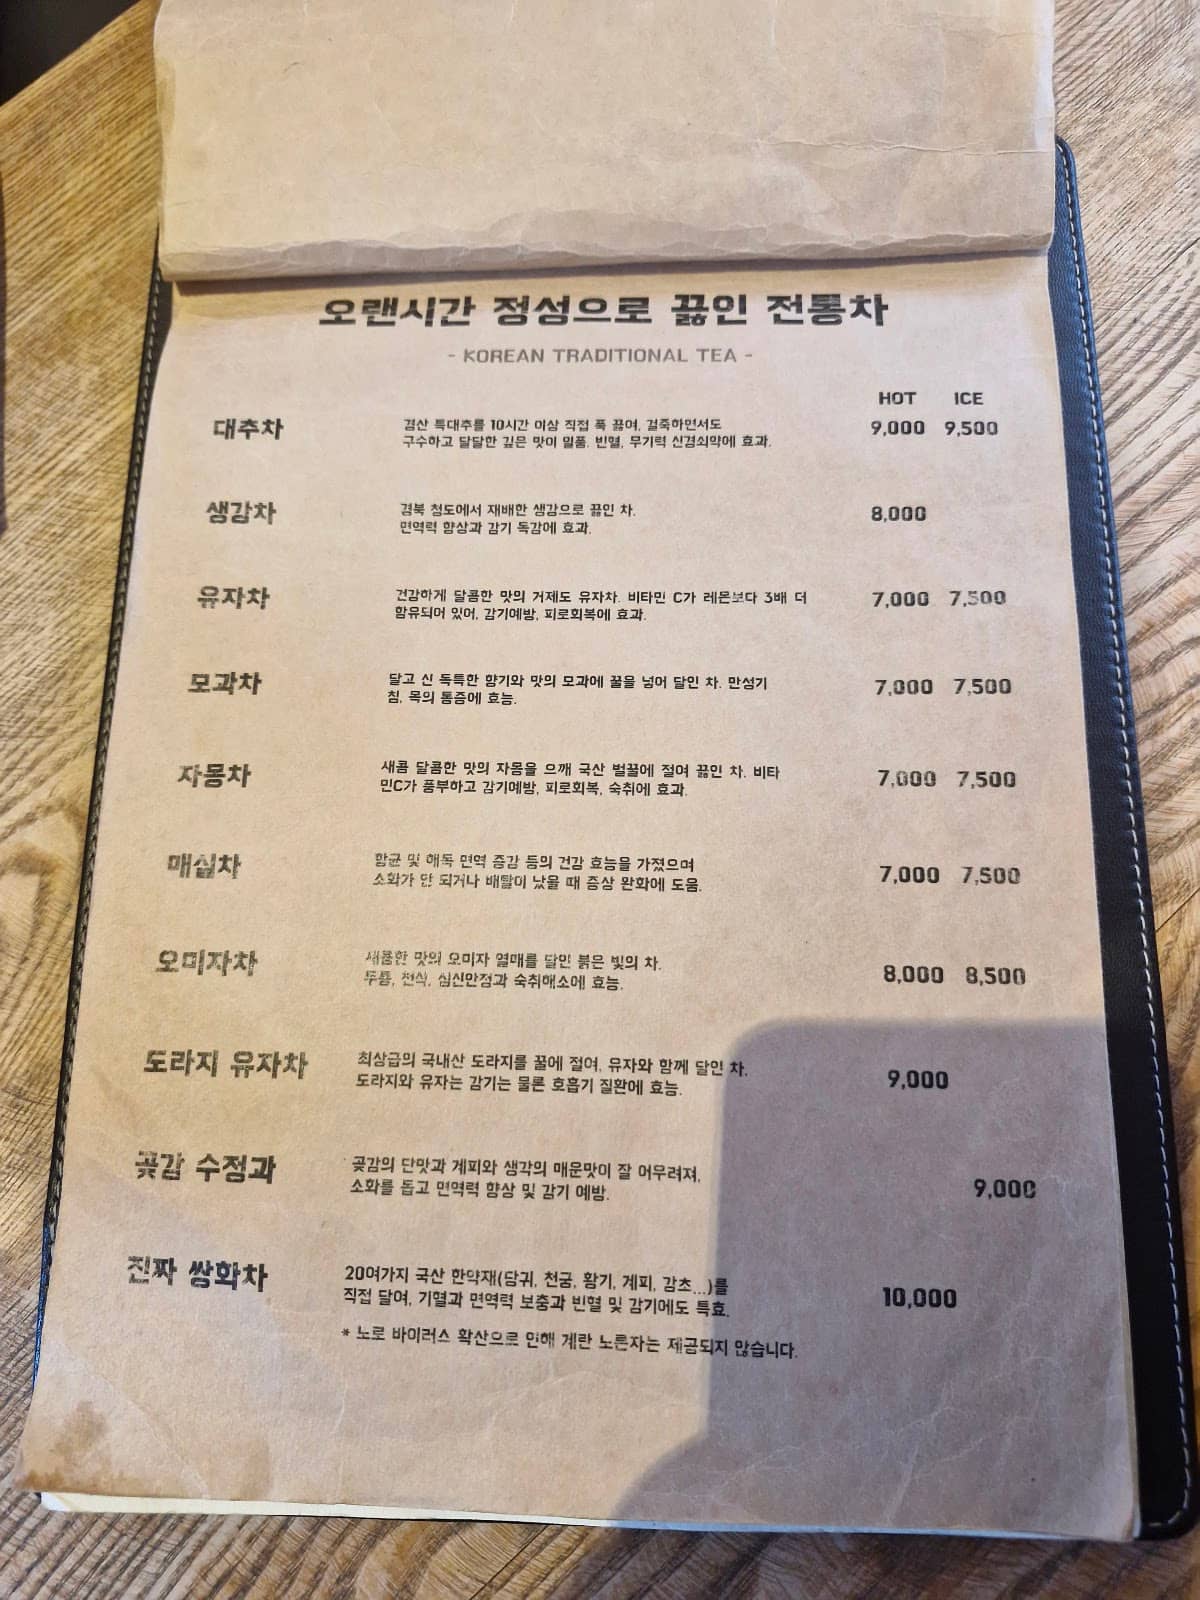 오랜시간 정성으로 끓인 전통차
- KOREAN TRADITIONAL TEA -
HOT ICE
대추차 경산 특대추를 10시간 이상 직접 푹 끓여, 걸죽하면서도 9,000 9,500
구수하고 달달한 깊은 맛이 일품. 빈혈, 무기력 신경쇠약에 효과.
생강차 경북 청도에서 재배한 생강으로 끓인 차. 8,000
면역력 향상과 감기 독감에 효과.
유자차 건강하게 달콤한 맛의 거제도 유자차. 비타민 C가 레몬보다 3배 더 7,000 7,500
함유되어 있어, 감기예방, 피로회복에 효과.
모과차 달고 신 독특한 향기와 맛의 모과에 꿀을 넣어 달인 차. 만성기 7,000 7,500
침, 목의 통증에 효능.
자몽차 새콤 달콤한 맛의 자몽을 으깨 국산 벌꿀에 절여 끓인 차. 비타 7,000 7,500
민C가 풍부하고 감기예방, 피로회복, 숙취에 효과.
매실차 항균 및 해독 면역 증강 등의 건강 효능을 가졌으며 7,000 7,500
소화가 안 되거나 배탈이 났을 때 증상 완화에 도움.
오미자차 새콤한 맛의 오미자 열매를 달인 붉은 빛의 차. 8,000 8,500
두통, 천식, 심신안정과 숙취해소에 효능.
도라지 유자차 최상급의 국내산 도라지를 꿀에 절여, 유자와 함께 달인 차. 9,000
도라지와 유자는 감기는 물론 호흡기 질환에 효능.
곶감 수정과 곶감의 단맛과 계피와 생각의 매운맛이 잘 어우려져, 9,000
소화를 돕고 면역력 향상 및 감기 예방.
진짜 쌍화차 20여가지 국산 한약재(당귀, 천궁, 황기, 계피, 감초...)를 10,000
직접 달여, 기혈과 면역력 보충과 빈혈 및 감기에도 특효.
* 노로 바이러스 확산으로 인해 계란 노른자는 제공되지 않습니다.